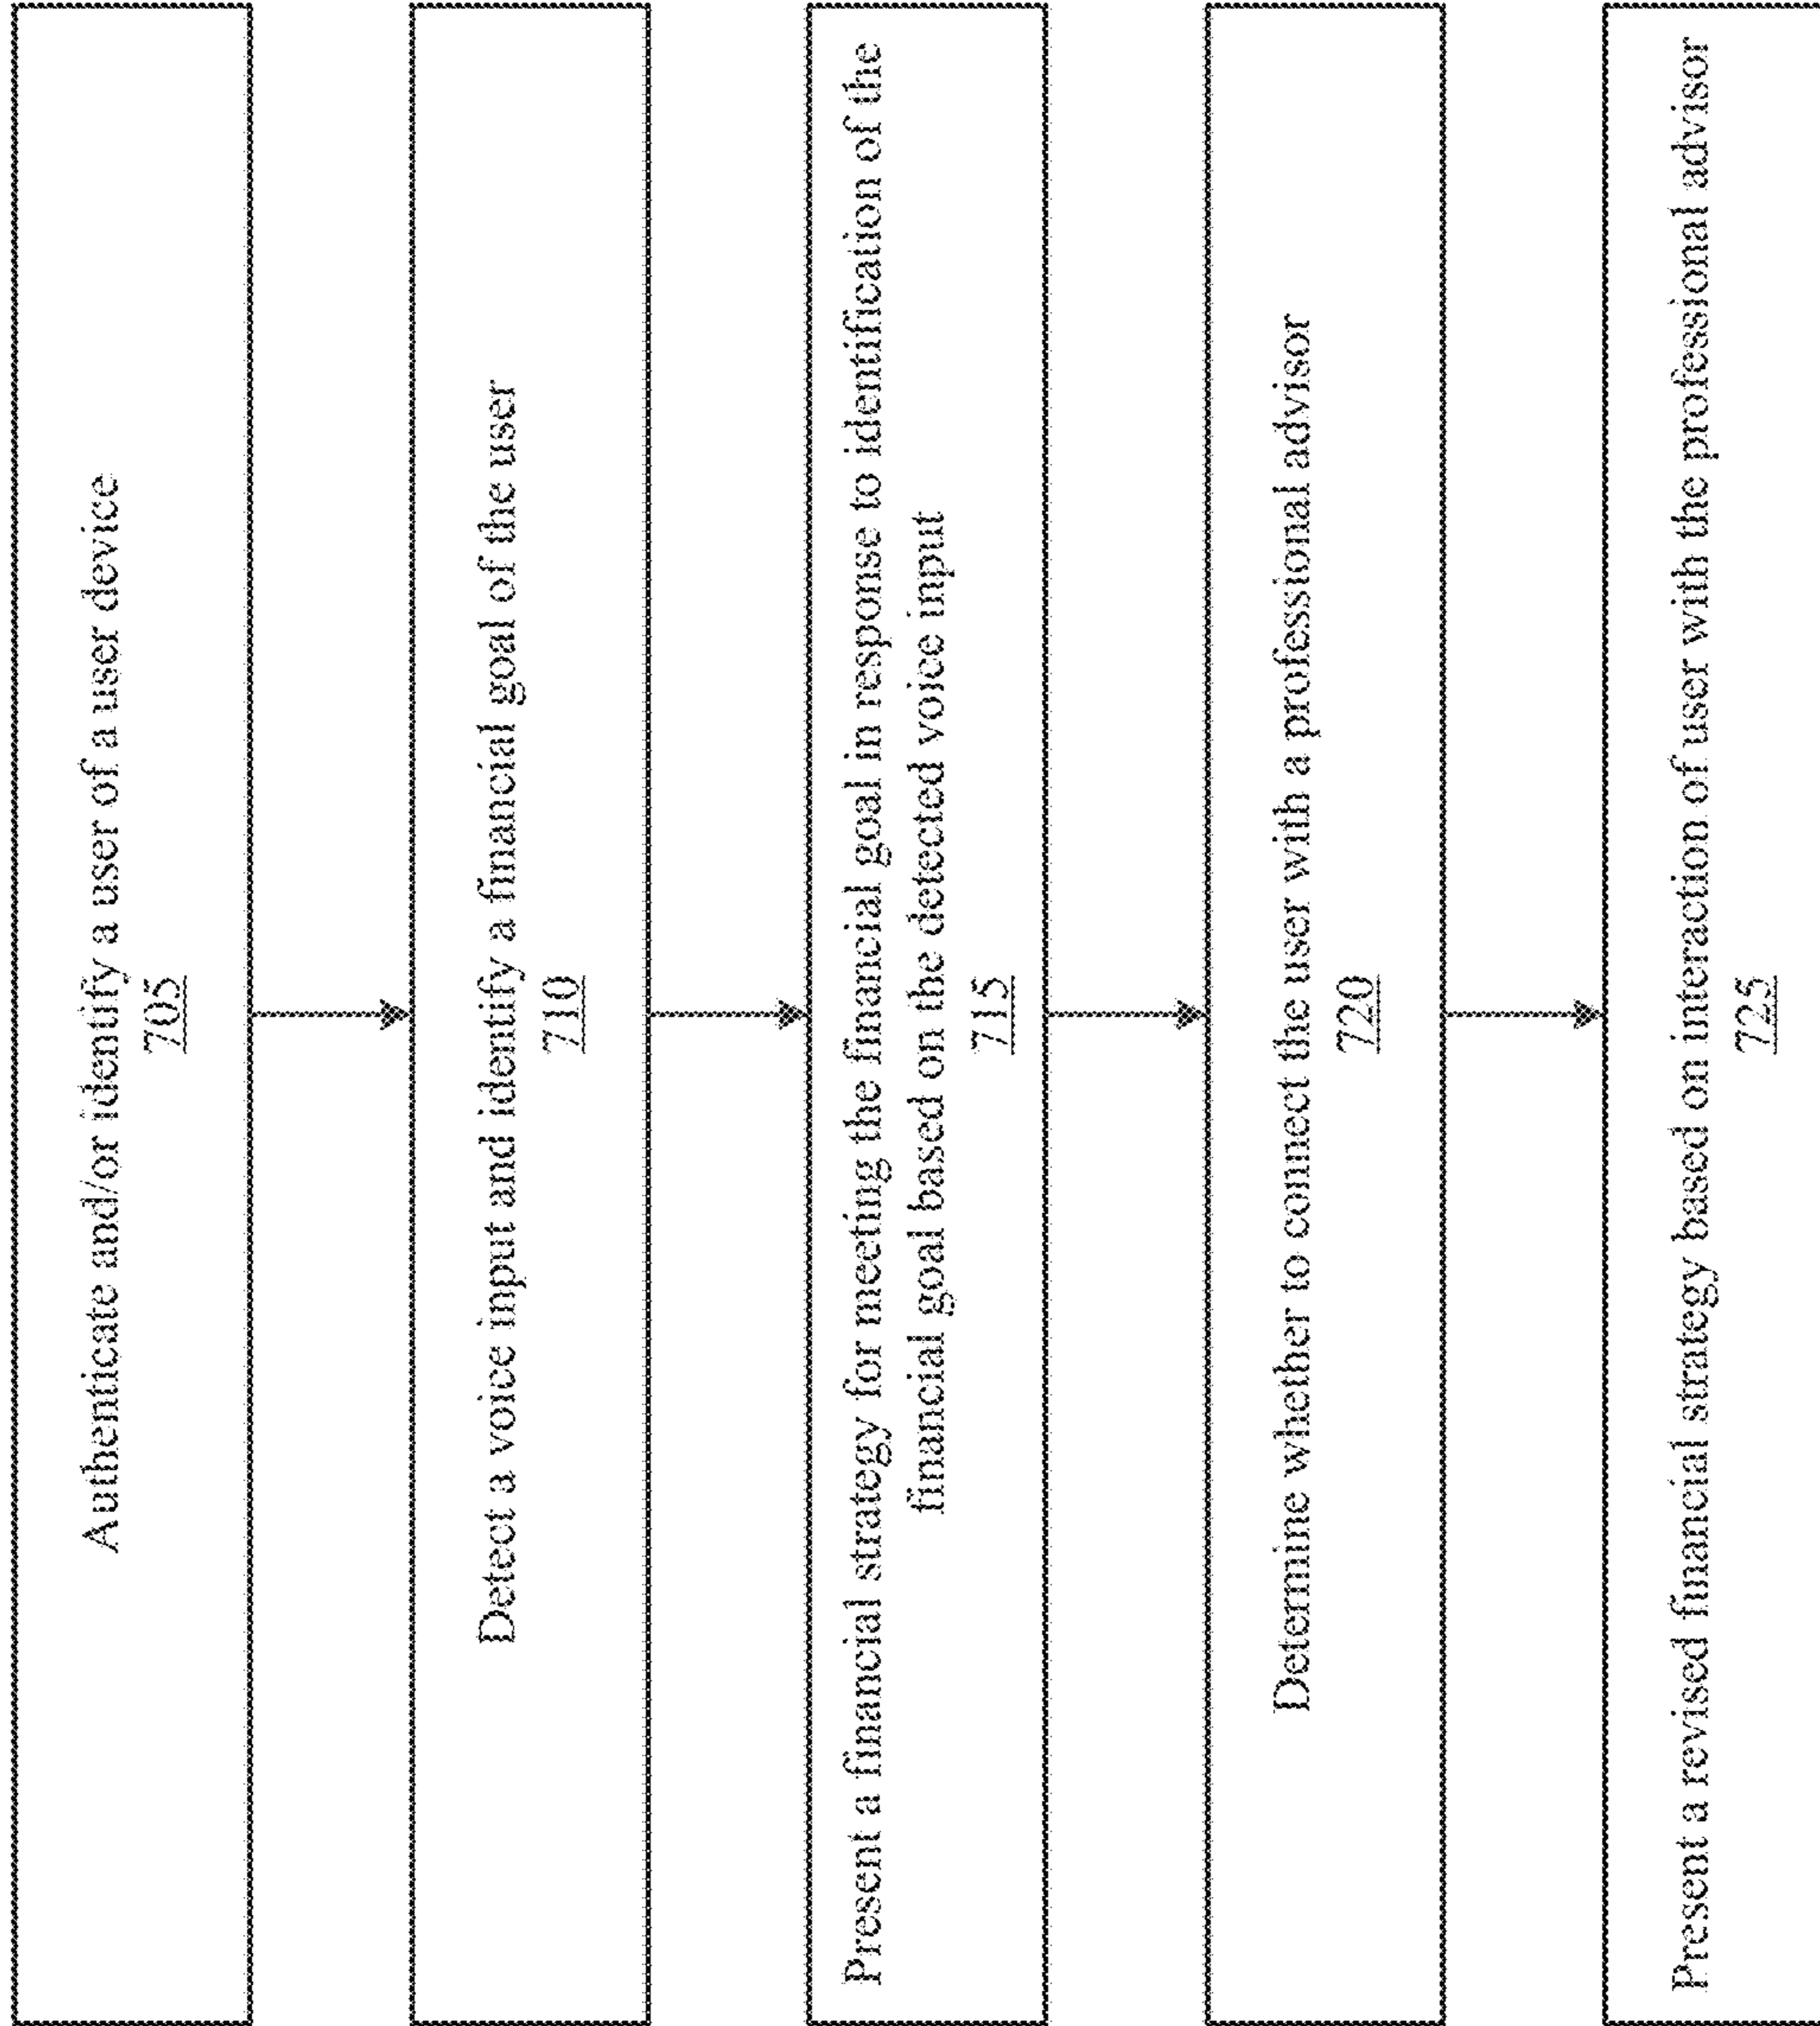 Authenticate and/or identify a user of a user device
705
Detect a voice input and identify a financial goal of the user
710
Present a financial strategy for meeting the financial goal in response to identification of the
financial goal based on the detected voice input
715
Determine whether to connect the user with a professional advisor
720
Present a revised financial strategy based on interaction of user with the professional advisor
725